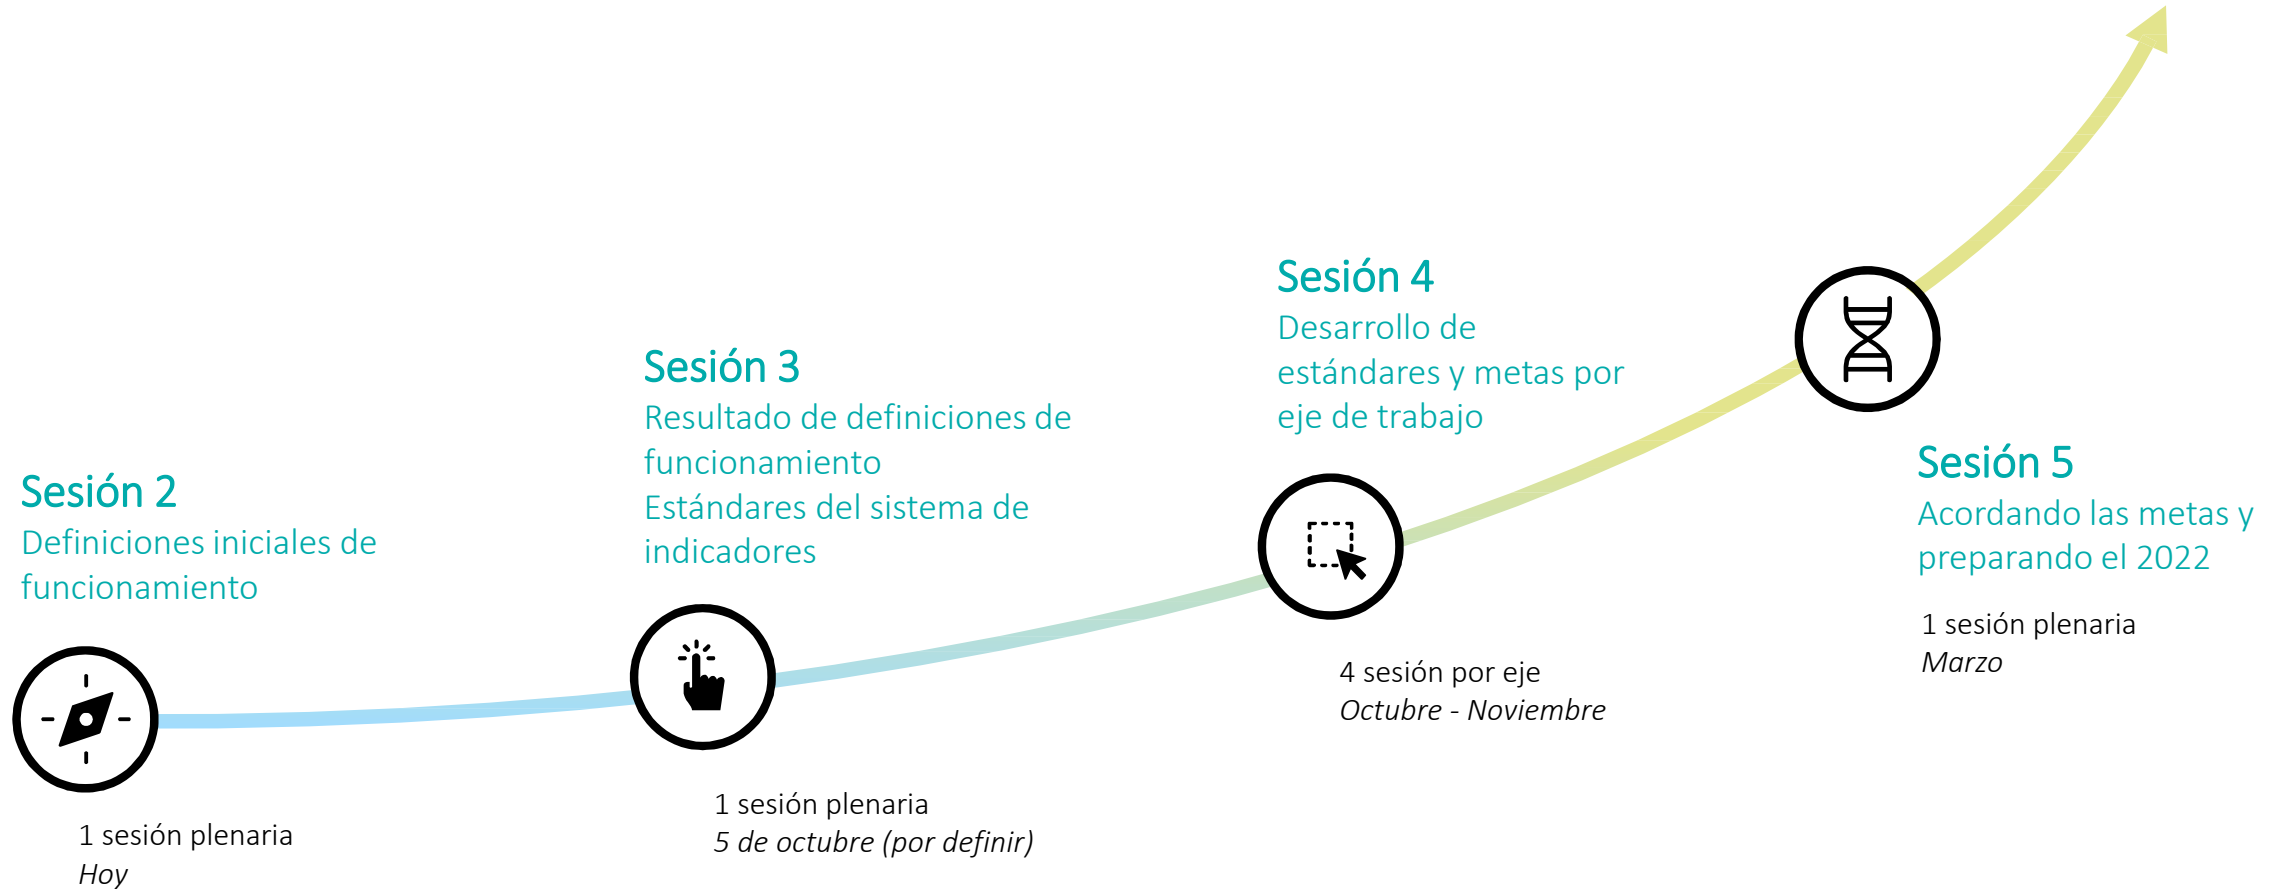 Sesión 2
Definiciones iniciales de
funcionamiento
1 sesión plenaria
Hoy
Sesión 3
Resultado de definiciones de
funcionamiento
Estándares del sistema de
indicadores
1 sesión plenaria
5 de octubre (por definir)
Sesión 4
Desarrollo de
estándares y metas por
eje de trabajo
4 sesión por eje
Octubre - Noviembre
Sesión 5
Acordando las metas y
preparando el 2022
1 sesión plenaria
Marzo